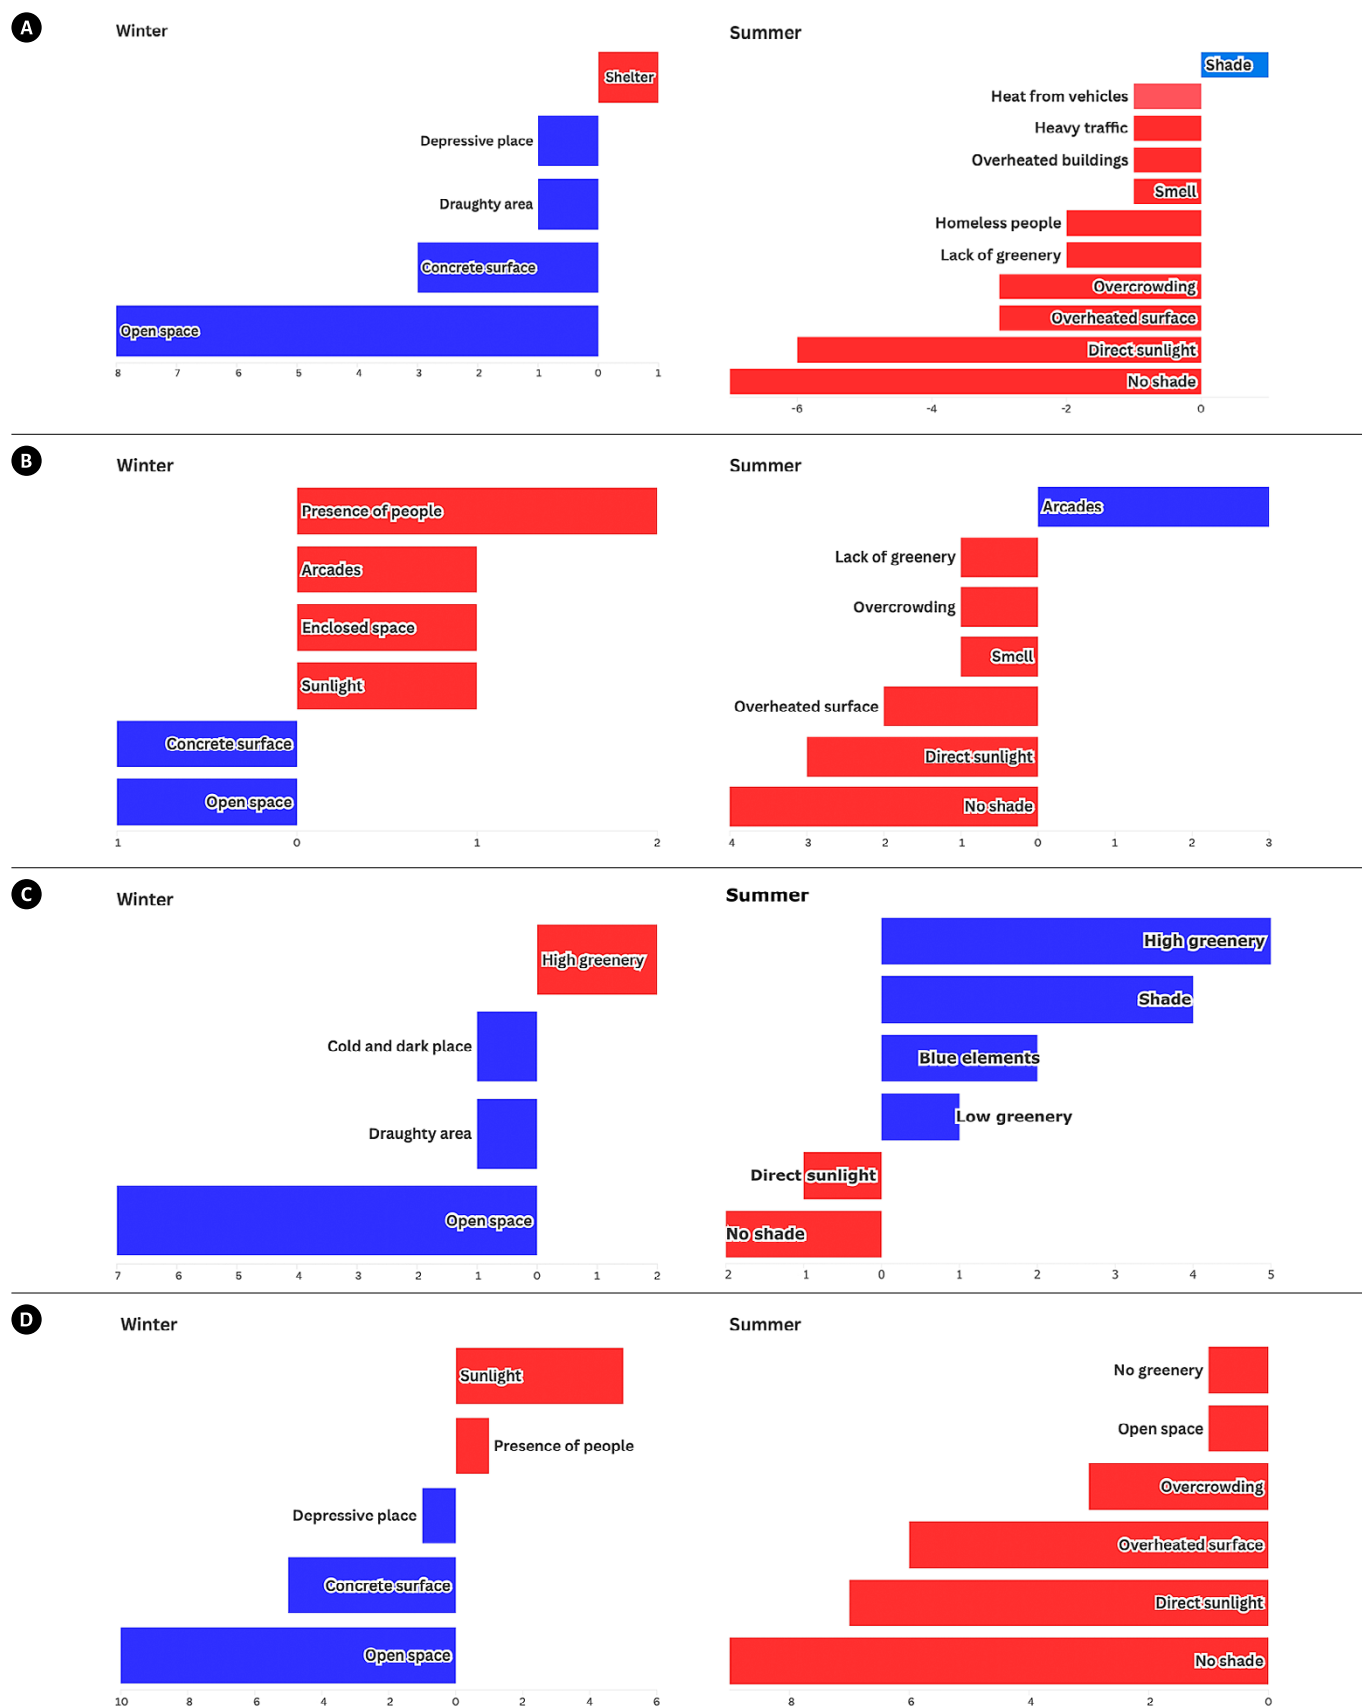 A
Winter
Shelter
Depressive place
Draughty area
Concrete surface
Open space
8 7 6 5 4 3 2 1 0 1
Summer
Shade
Heat from vehicles
Heavy traffic
Overheated buildings
Smell
Homeless people
Lack of greenery
Overcrowding
Overheated surface
Direct sunlight
No shade
-6 -4 -2 0
B
Winter
Presence of people
Arcades
Enclosed space
Sunlight
Concrete surface
Open space
1 0 1 2
Summer
Arcades
Lack of greenery
Overcrowding
Smell
Overheated surface
Direct sunlight
No shade
4 3 2 1 0 1 2 3
C
Winter
High greenery
Cold and dark place
Draughty area
Open space
7 6 5 4 3 2 1 0 1 2
Summer
High greenery
Shade
Blue elements
Low greenery
Direct sunlight
No shade
2 1 0 1 2 3 4 5
D
Winter
Sunlight
Presence of people
Depressive place
Concrete surface
Open space
10 8 6 4 2 0 2 4 6
Summer
No greenery
Open space
Overcrowding
Overheated surface
Direct sunlight
No shade
8 6 4 2 0